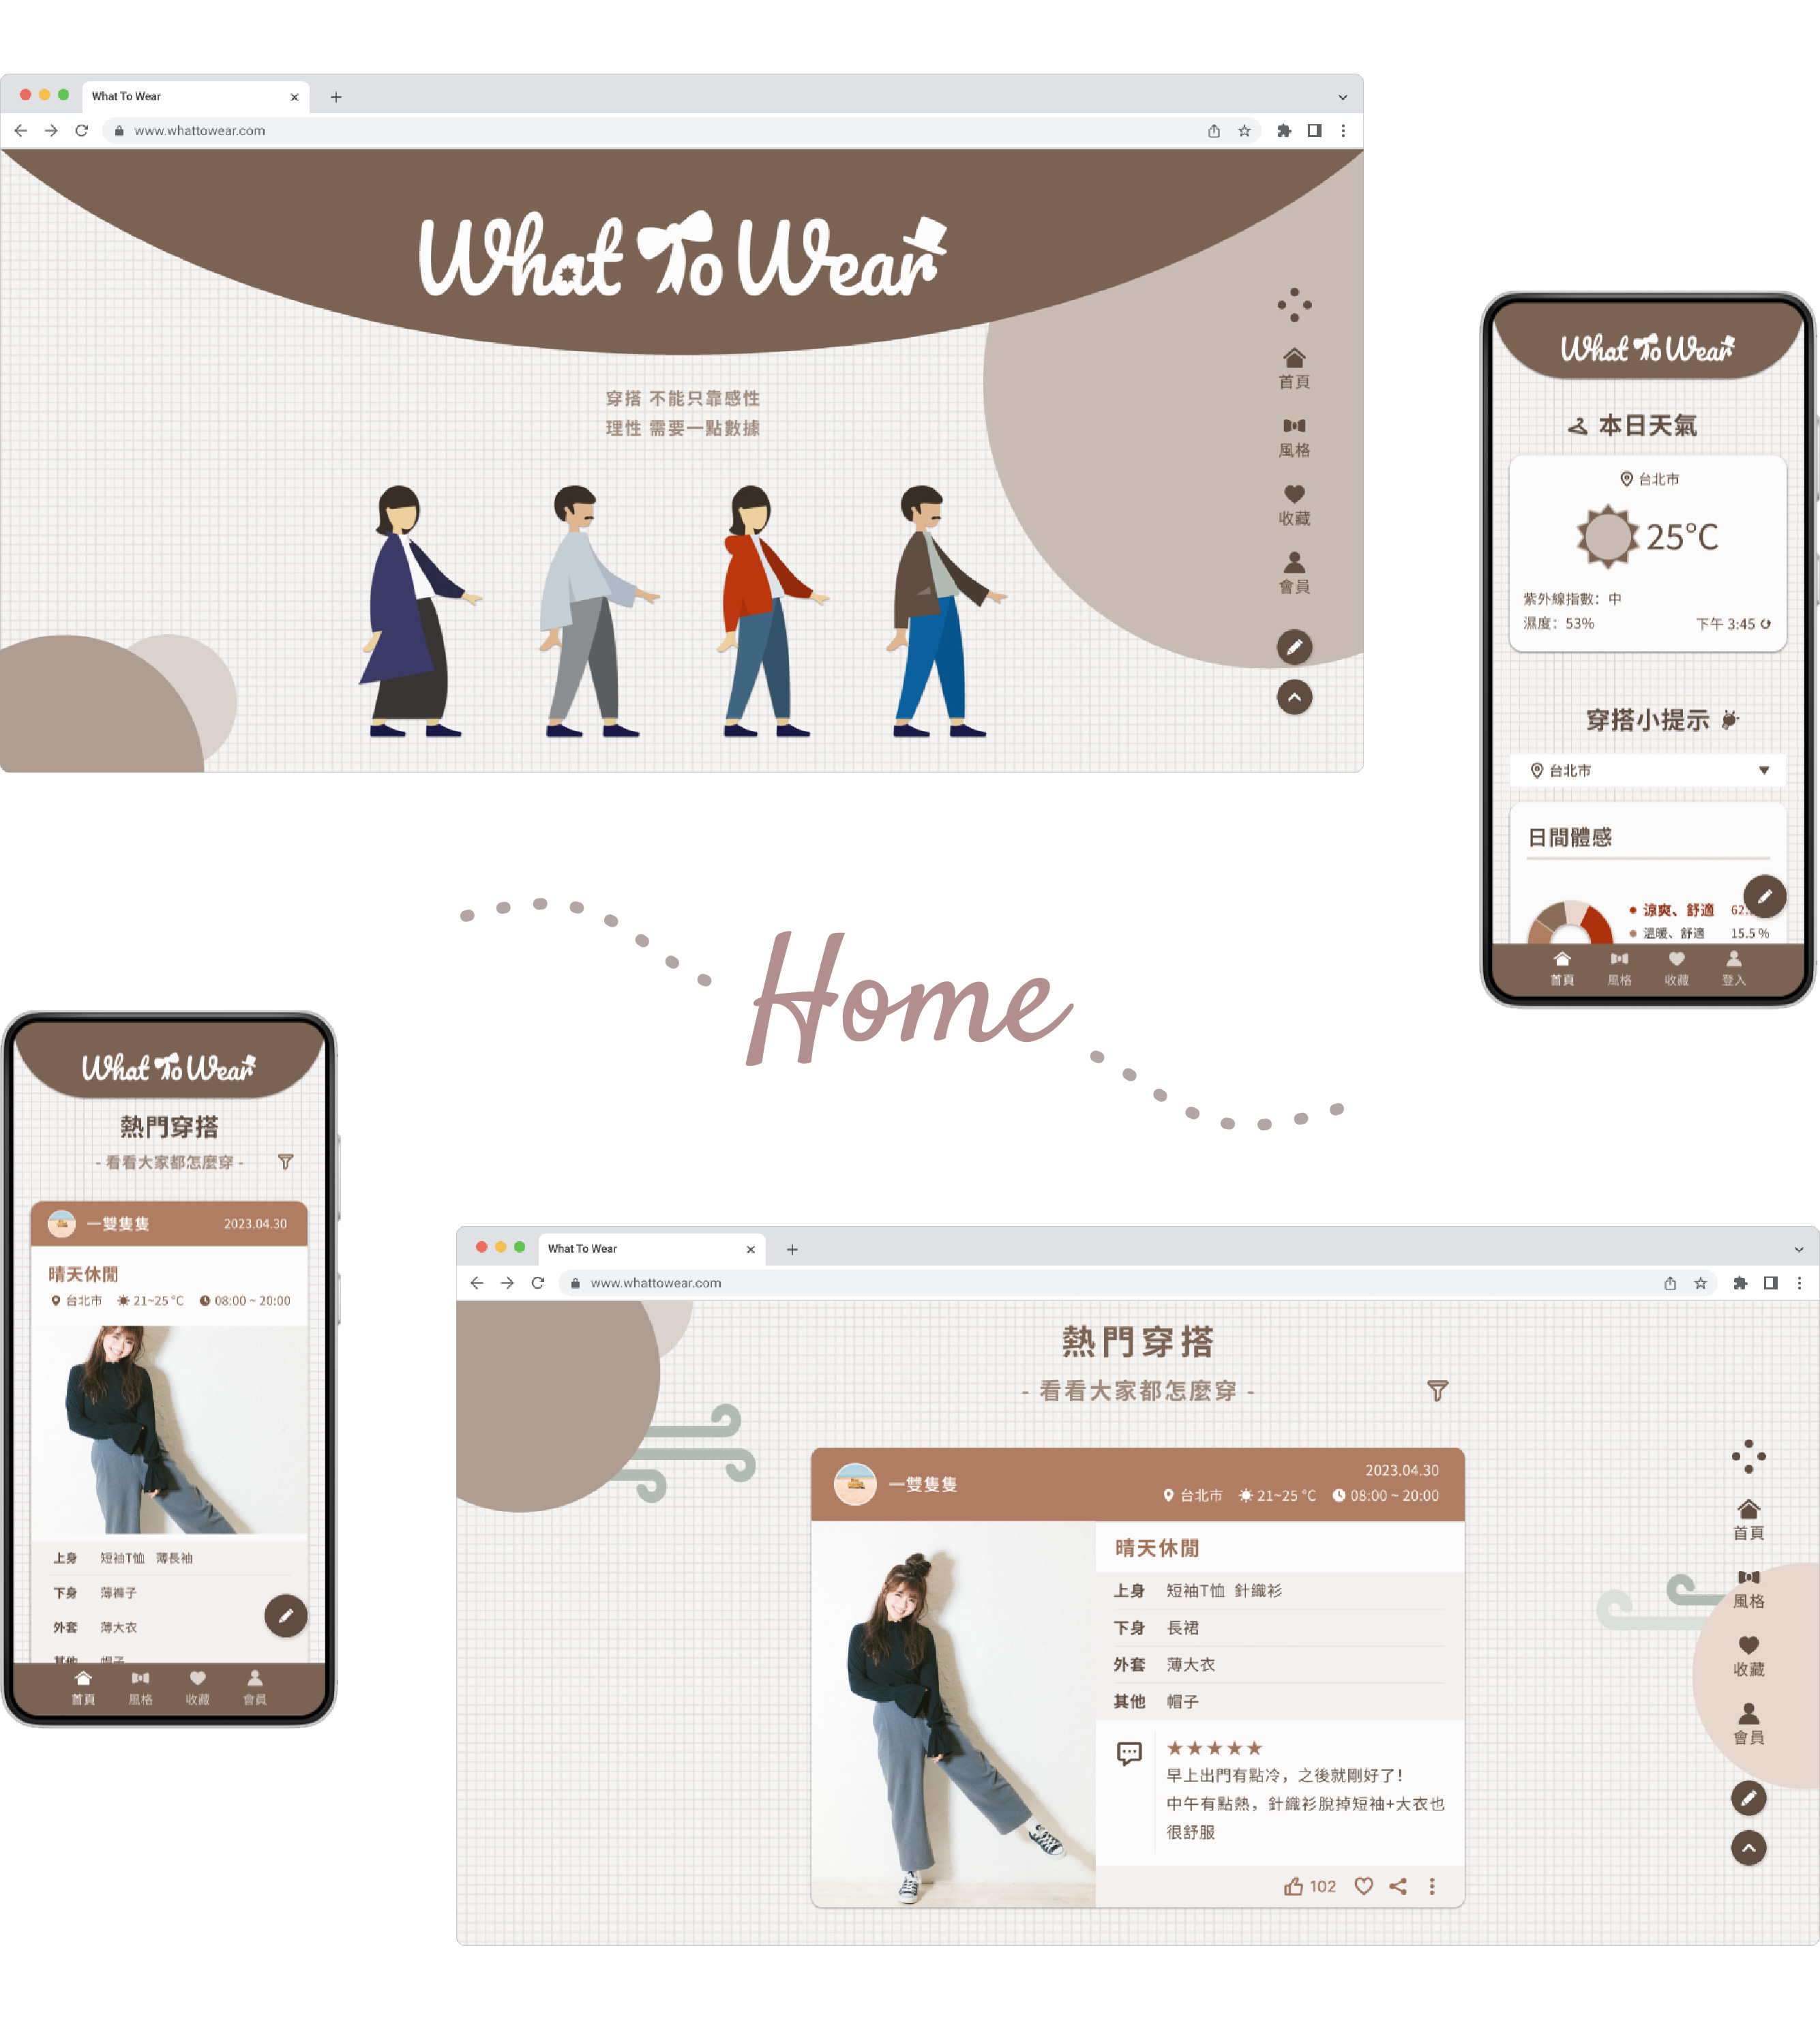 What To Wear
www.whattowear.com
What To Wear
穿搭 不能只靠感性
理性 需要一點數據
首頁
風格
收藏
會員
What To Wear
本日天氣
台北市
25°C
紫外線指數：中
濕度：53%
下午 3:45
穿搭小提示
台北市
日間體感
涼爽、舒適 62.
溫暖、舒適 15.5 %
首頁 風格 收藏 登入
Home
What To Wear
熱門穿搭
- 看看大家都怎麼穿 -
一雙隻隻 2023.04.30
晴天休閒
台北市 21~25 °C 08:00 ~ 20:00
上身 短袖T恤 薄長袖
下身 薄褲子
外套 薄大衣
其他 帽子
首頁 風格 收藏 會員
What To Wear
www.whattowear.com
熱門穿搭
- 看看大家都怎麼穿 -
一雙隻隻
2023.04.30
台北市 21~25 °C 08:00 ~ 20:00
晴天休閒
上身 短袖T恤 針織衫
下身 長裙
外套 薄大衣
其他 帽子
★★★★★
早上出門有點冷，之後就剛好了！
中午有點熱，針織衫脫掉短袖+大衣也
很舒服
102
首頁
風格
收藏
會員